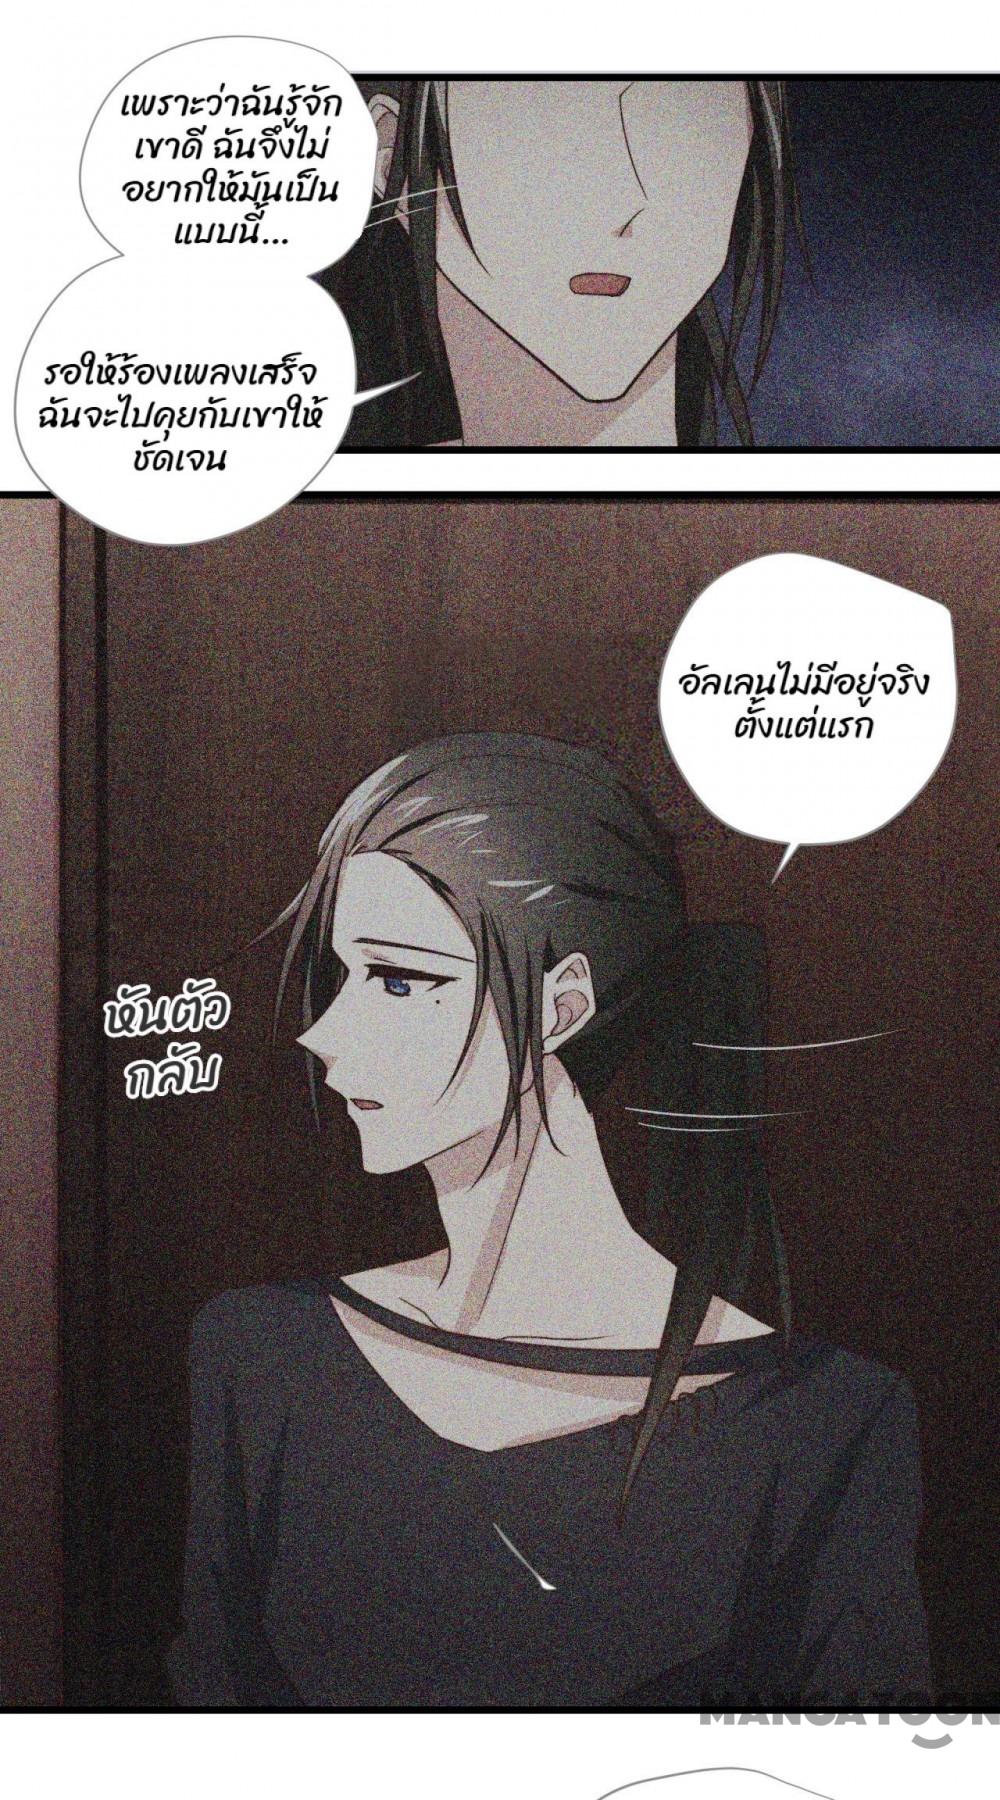 เพราะว่าฉันรู้จัก
เขาดี ฉันจึงไม่
อยากให้มันเป็น
แบบนี้...
รอให้ร้องเพลงเสร็จ
ฉันจะไปคุยกับเขาให้
ชัดเจน
อัลเลนไม่มีอยู่จริง
ตั้งแต่แรก
หันตัว
กลับ
MANGATOON